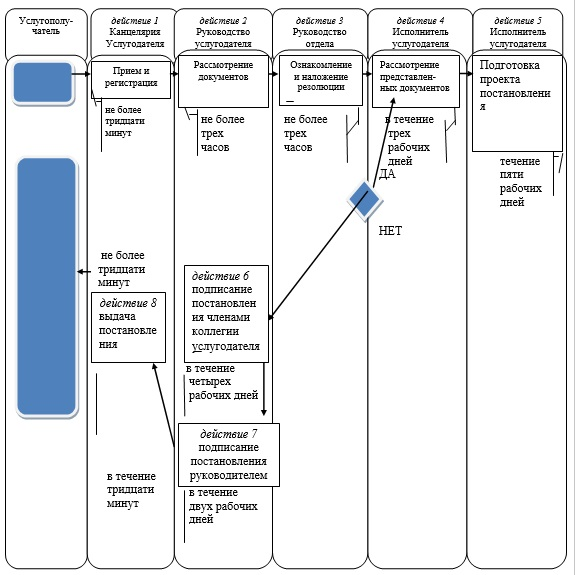 Услугополу-
чатель
действие 1
Канцелярия
Услугодателя
действие 2
Руководство
услугодателя
действие 3
Руководство
отдела
действие 4
Исполнитель
услугодателя
действие 5
Исполнитель
услугодателя
Прием и
регистрация
Рассмотрение
документов
Ознакомление
и наложение
резолюции
Рассмотрение
представлен-
ных документов
Подготовка
проекта
постановлени
я
не более
тридцати
минут
не более
трех
часов
не более
трех
часов
в течение
трех
рабочих
дней
течение
пяти
рабочих
дней
ДА
НЕТ
не более
тридцати
минут
действие 8
выдача
постановле
ния
действие 6
подписание
постановлен
ия членами
коллегии
услугодателя
в течение
четырех
рабочих дней
действие 7
подписание
постановления
руководителем
в течение
тридцати
минут
в течение
двух рабочих
дней